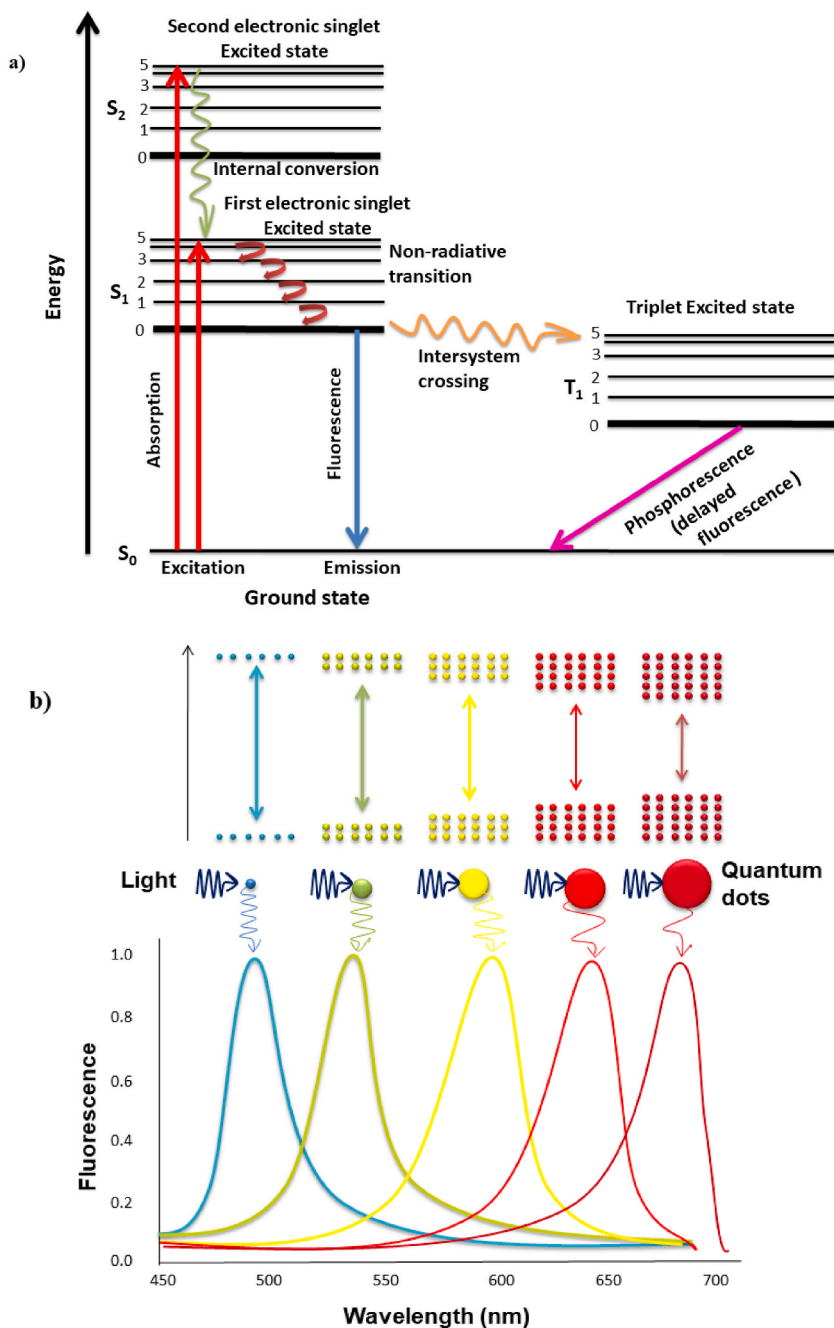 a)
Energy
Second electronic singlet
Excited state
S2
5
3
2
1
0
Internal conversion
First electronic singlet
Excited state
S1
5
3
2
1
0
Non-radiative
transition
Triplet Excited state
Intersystem
crossing
T1
5
3
2
1
0
Absorption
Fluorescence
Phosphorescence
(delayed
fluorescence)
S0
Excitation
Emission
Ground state
b)
Light
Quantum
dots
Fluorescence
1.0
0.8
0.6
0.4
0.2
0.0
450 500 550 600 650 700
Wavelength (nm)